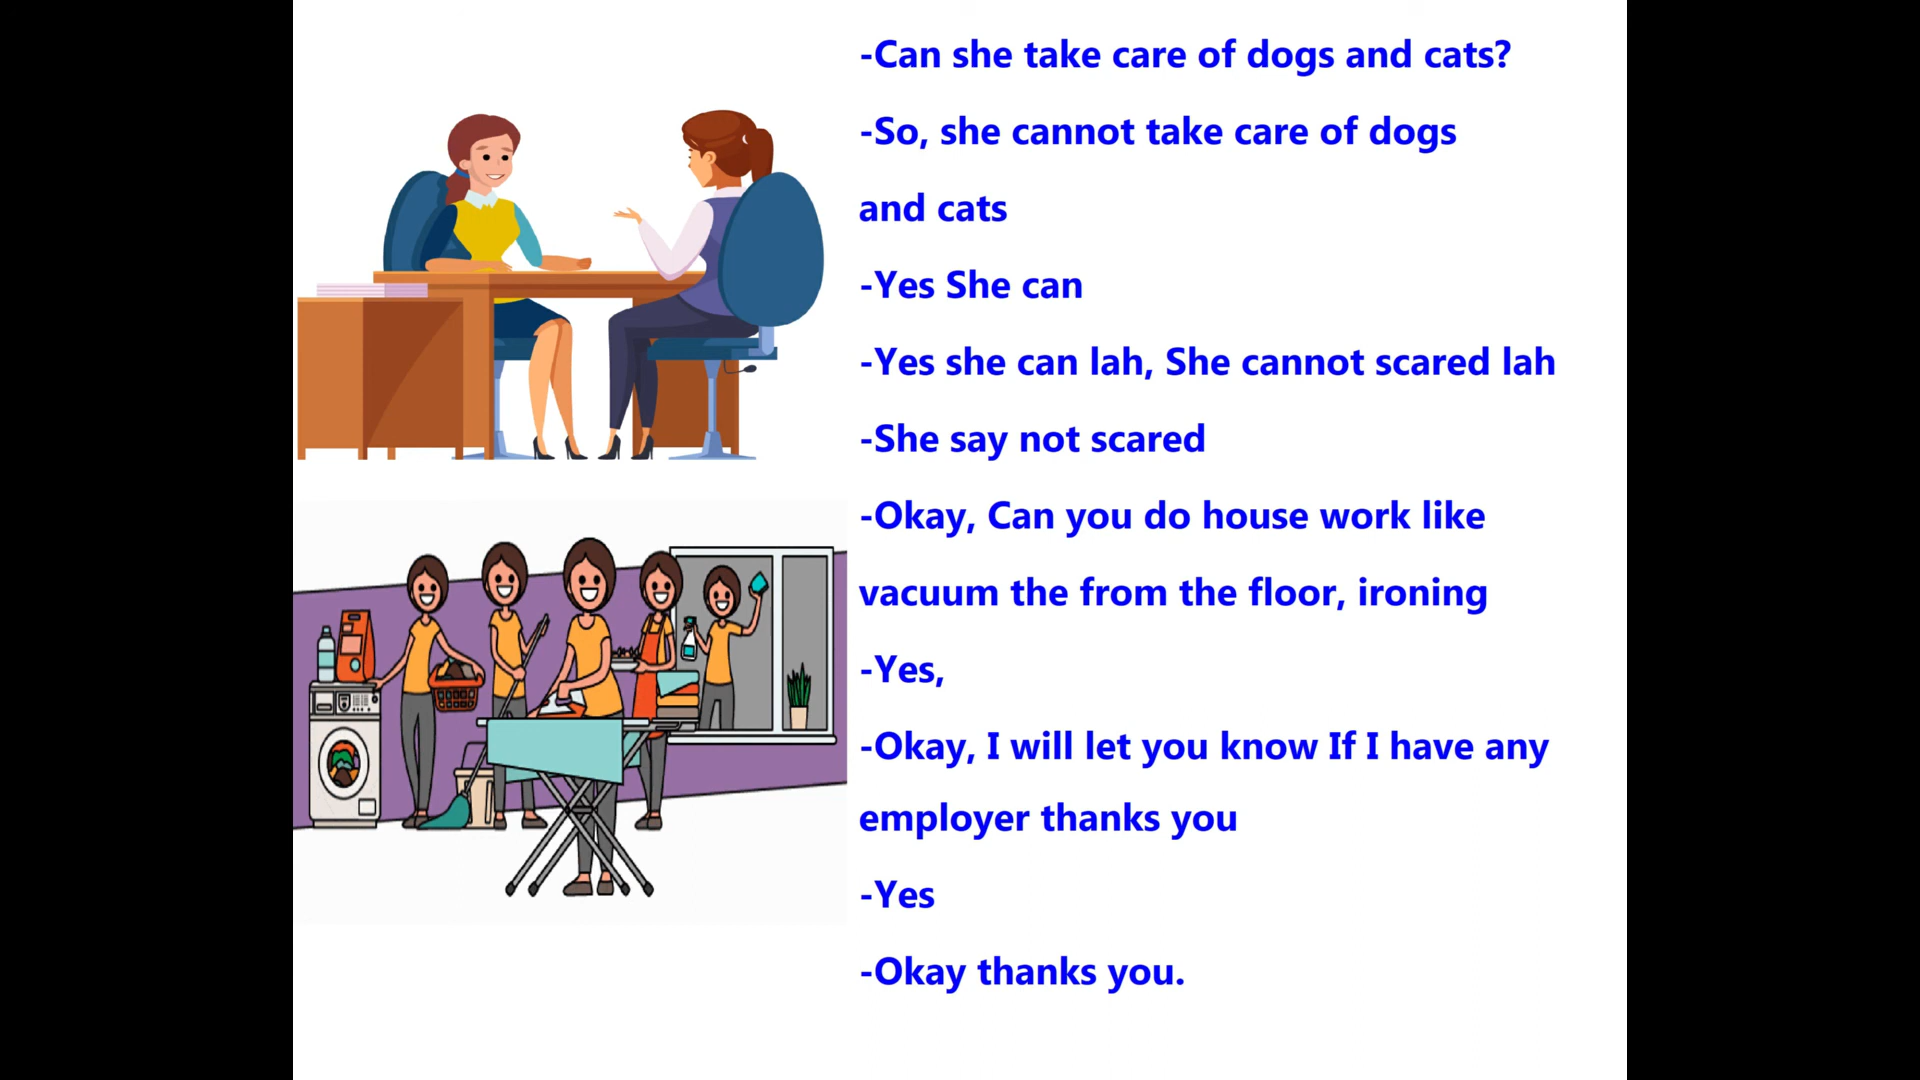 -Can she take care of dogs and cats?
-So, she cannot take care of dogs
and cats
-Yes She can
-Yes she can lah, She cannot scared lah
-She say not scared
-Okay, Can you do house work like
vacuum the from the floor, ironing
-Yes,
-Okay, I will let you know If I have any
employer thanks you
-Yes
-Okay thanks you.